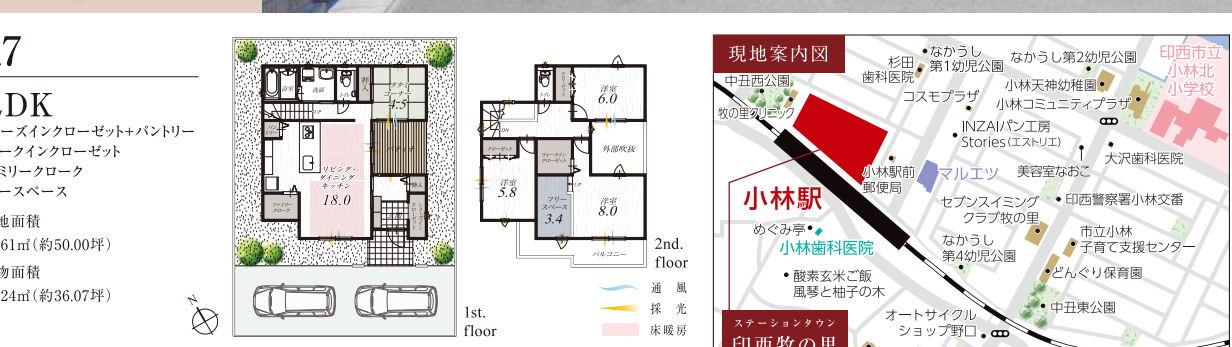 7
LDK
ーズインクローゼット+パントリー
ークインクローゼット
ミリークローク
ースペース
地面積
61㎡(約50.00坪)
物面積
24㎡(約36.07坪)
浴室
洗面
トイレ
タタミ
コーナー
4.5
UP
パン
トリー
リビング・
ダイニング
キッチン
18.0
ファミリー
クローク
1st.
floor
N
トイレ
洋室
6.0
DN
クローゼット
ウォークイン
クローゼット
外部吹抜
洋室
5.8
UP
フリー
スペース
3.4
洋室
8.0
バルコニー
2nd.
floor
通 風
採 光
床暖房
現地案内図
中丑西公園
牧の里クリニック
杉田
歯科医院
なかうし
第1幼児公園
なかうし第2幼児公園
小林天神幼稚園
コスモプラザ
小林コミュニティプラザ
印西市立
小林北
小学校
INZAIパン工房
Stories(エストリエ)
大沢歯科医院
美容室なおこ
小林駅前
郵便局
マルエツ
小林駅
セブンスイミング
クラブ牧の里
印西警察署小林交番
めぐみ亭
小林歯科医院
なかうし
第4幼児公園
市立小林
子育て支援センター
酸素玄米ご飯
風琴と柚子の木
どんぐり保育園
中丑東公園
オートサイクル
ショップ野口
ステーションタウン
印西牧の里